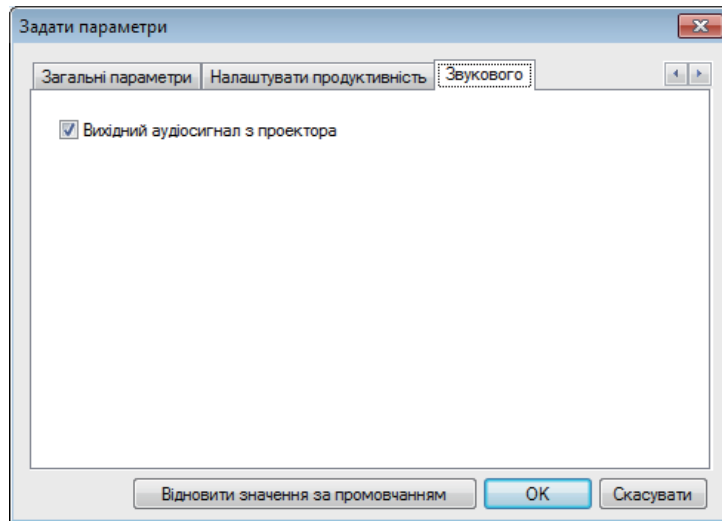 Задати параметри
Загальні параметри Налаштувати продуктивність Звукового
Вихідний аудіосигнал з проектора
Відновити значення за промовчанням OK Скасувати